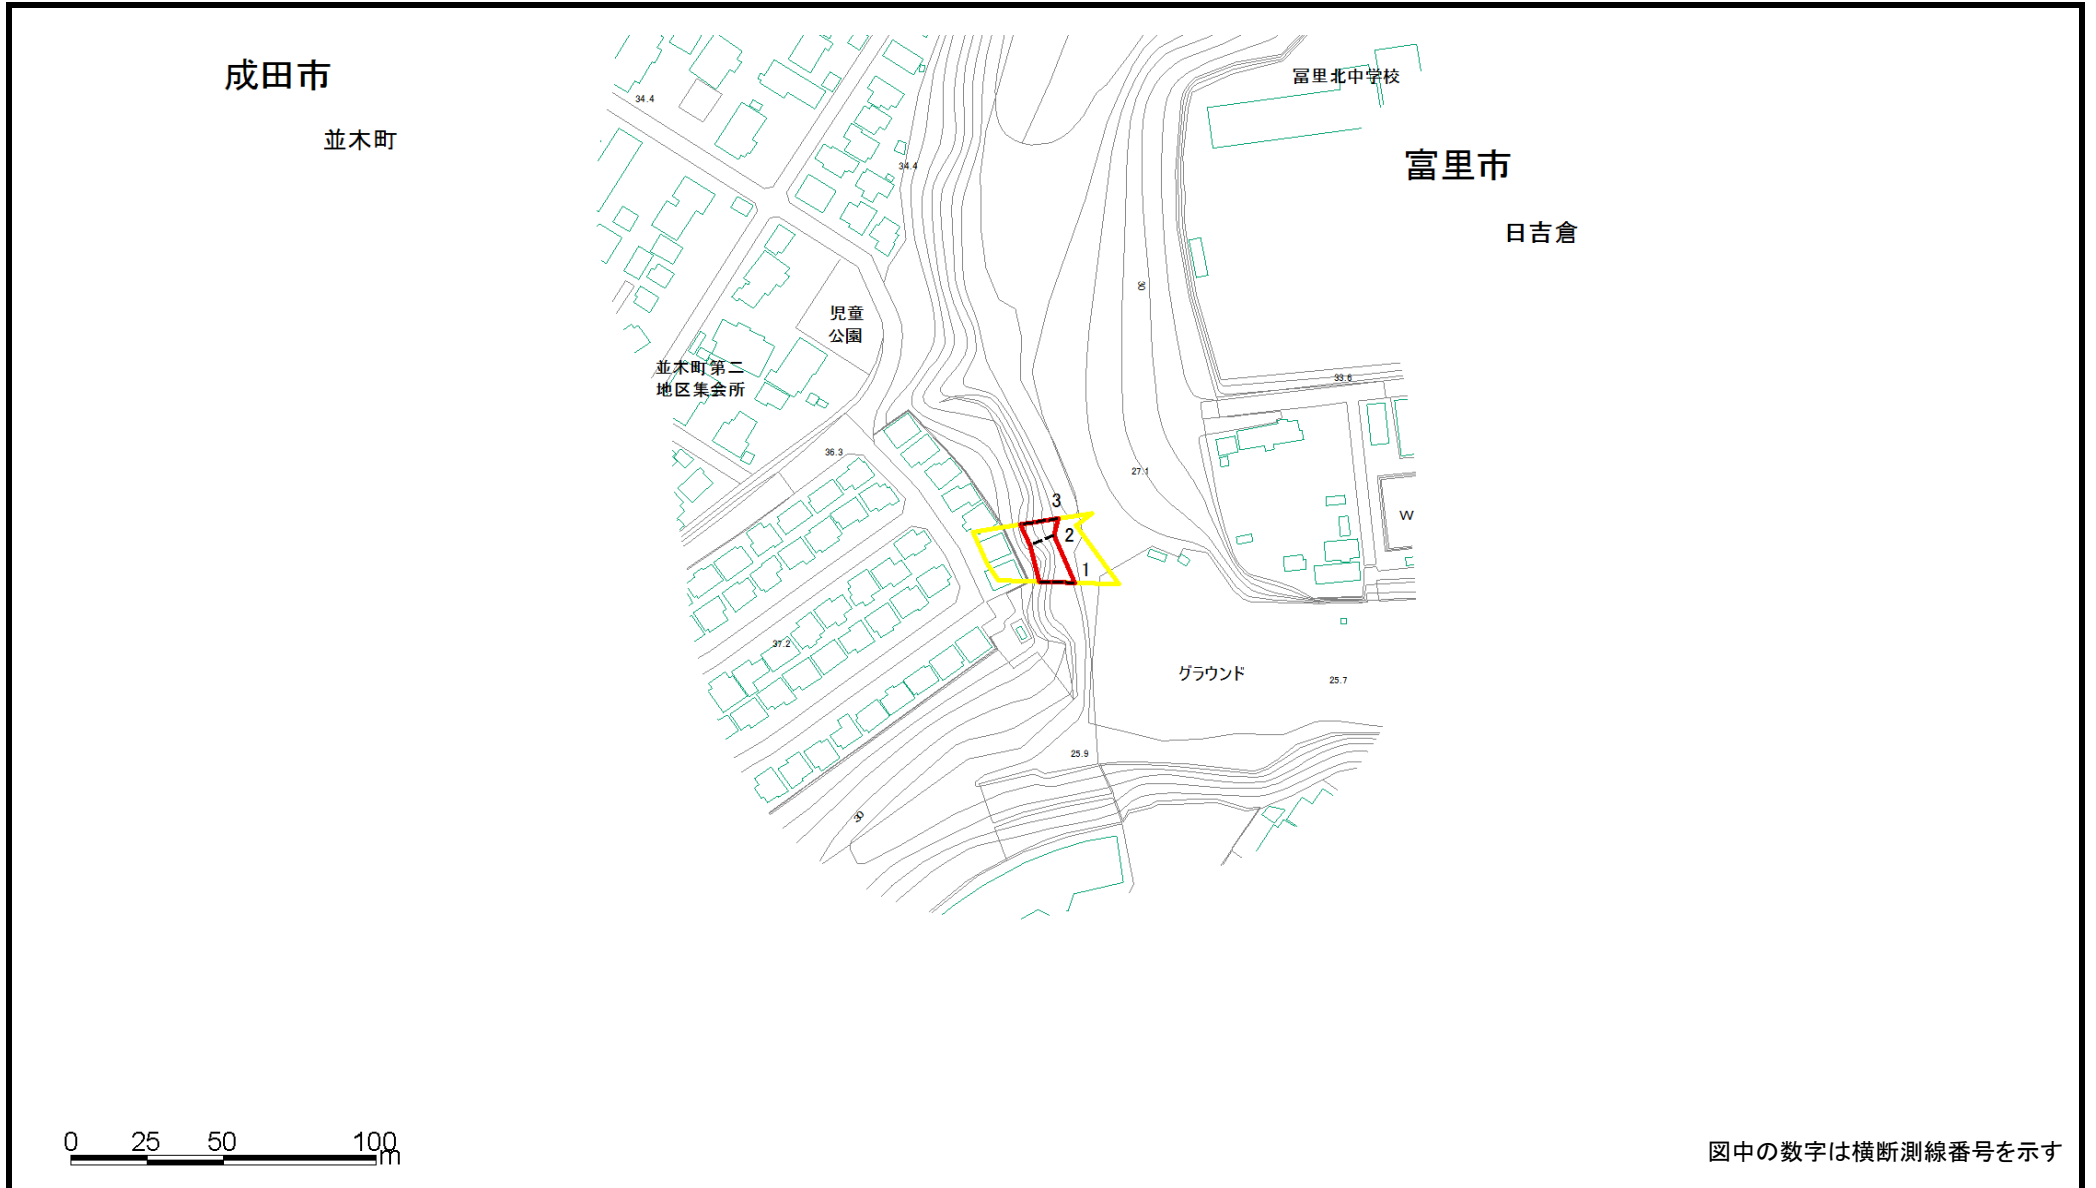 成田市
並木町
富里北中学校
34.4
富里市
34.4
日吉倉
30
児童
公園
並木町第二
地区集会所
33.6
36.3
27.1
3
W
2
1
37.2
グラウンド
25.7
25.9
30
0 25 50 100
m
図中の数字は横断測線番号を示す